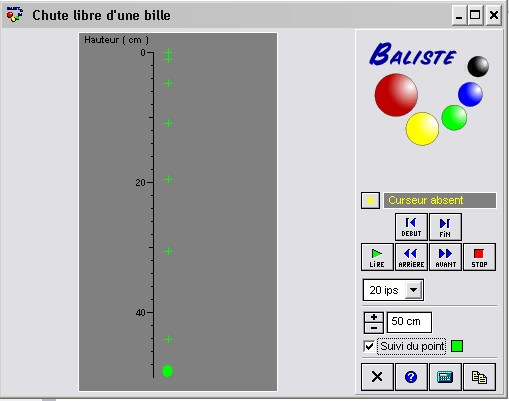 Chute libre d'une bille
Hauteur ( cm )
0
20
40
BALISTE
Curseur absent
DEBUT FIN
LIRE ARRIERE AVANT STOP
20 ips
50 cm
Suivi du point